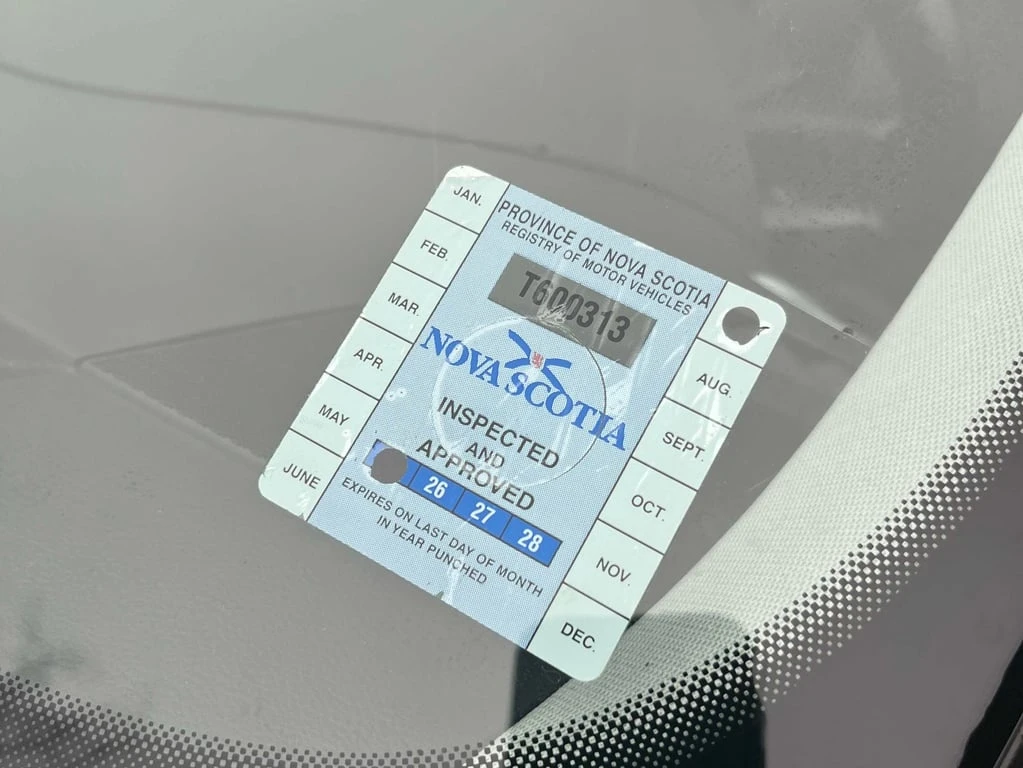 JAN.
FEB.
MAR.
APR.
MAY
JUNE
PROVINCE OF NOVA SCOTIA
REGISTRY OF MOTOR VEHICLES
T600313
NOVA SCOTIA
INSPECTED
AND
APPROVED
26 27 28
EXPIRES ON LAST DAY OF MONTH
IN YEAR PUNCHED
AUG.
SEPT.
OCT.
NOV.
DEC.